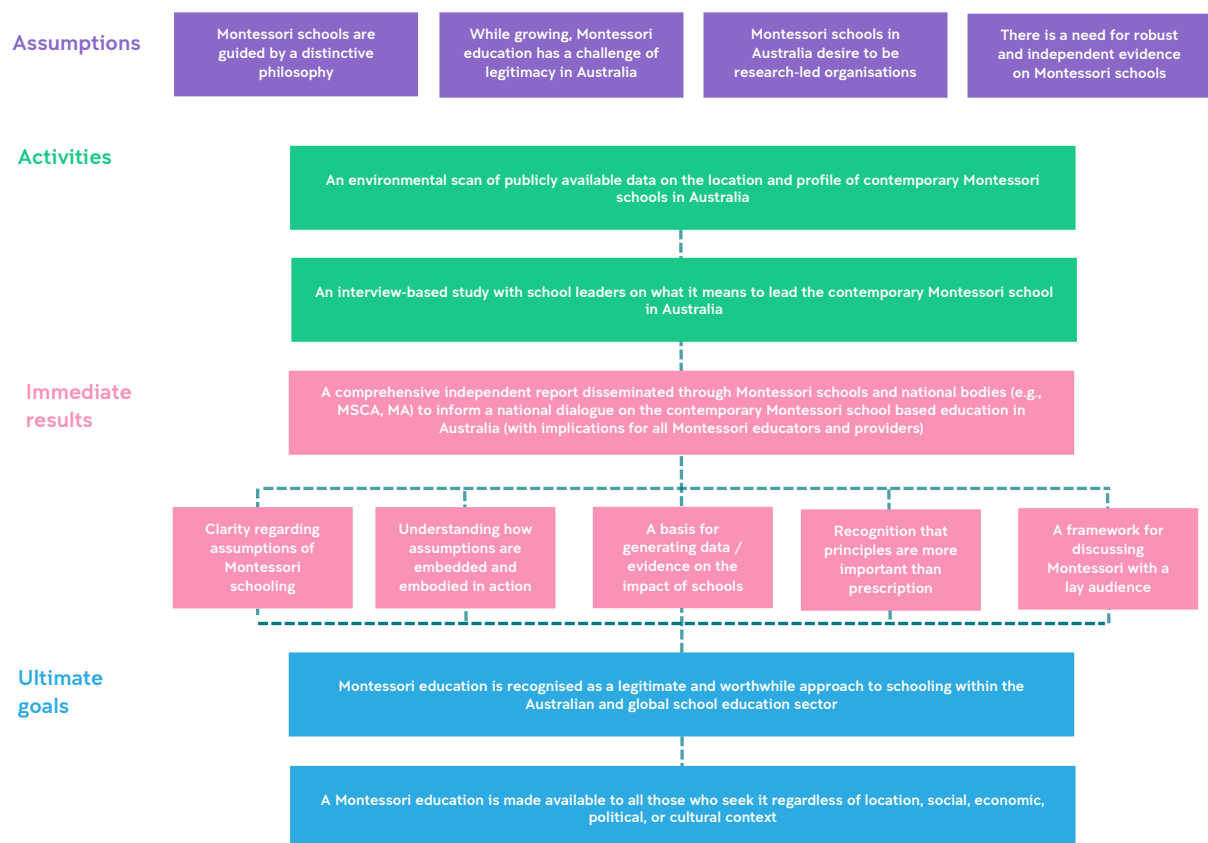 Assumptions
Montessori schools are
guided by a distinctive
philosophy
While growing, Montessori
education has a challenge of
legitimacy in Australia
Montessori schools in
Australia desire to be
research-led organisations
There is a need for robust
and independent evidence
on Montessori schools
Activities
An environmental scan of publicly available data on the location and profile of contemporary Montessori
schools in Australia
An interview-based study with school leaders on what it means to lead the contemporary Montessori school
in Australia
Immediate
results
A comprehensive independent report disseminated through Montessori schools and national bodies (e.g.,
MSCA, MA) to inform a national dialogue on the contemporary Montessori school based education in
Australia (with implications for all Montessori educators and providers)
Clarity regarding
assumptions of
Montessori
schooling
Understanding how
assumptions are
embedded and
embodied in action
A basis for
generating data /
evidence on the
impact of schools
Recognition that
principles are more
important than
prescription
A framework for
discussing
Montessori with a
lay audience
Ultimate
goals
Montessori education is recognised as a legitimate and worthwhile approach to schooling within the
Australian and global school education sector
A Montessori education is made available to all those who seek it regardless of location, social, economic,
political, or cultural context